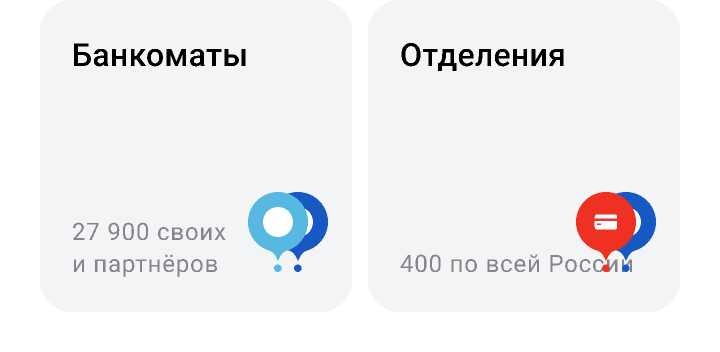 Банкоматы
27 900 своих
и партнёров
Отделения
400 по всей России